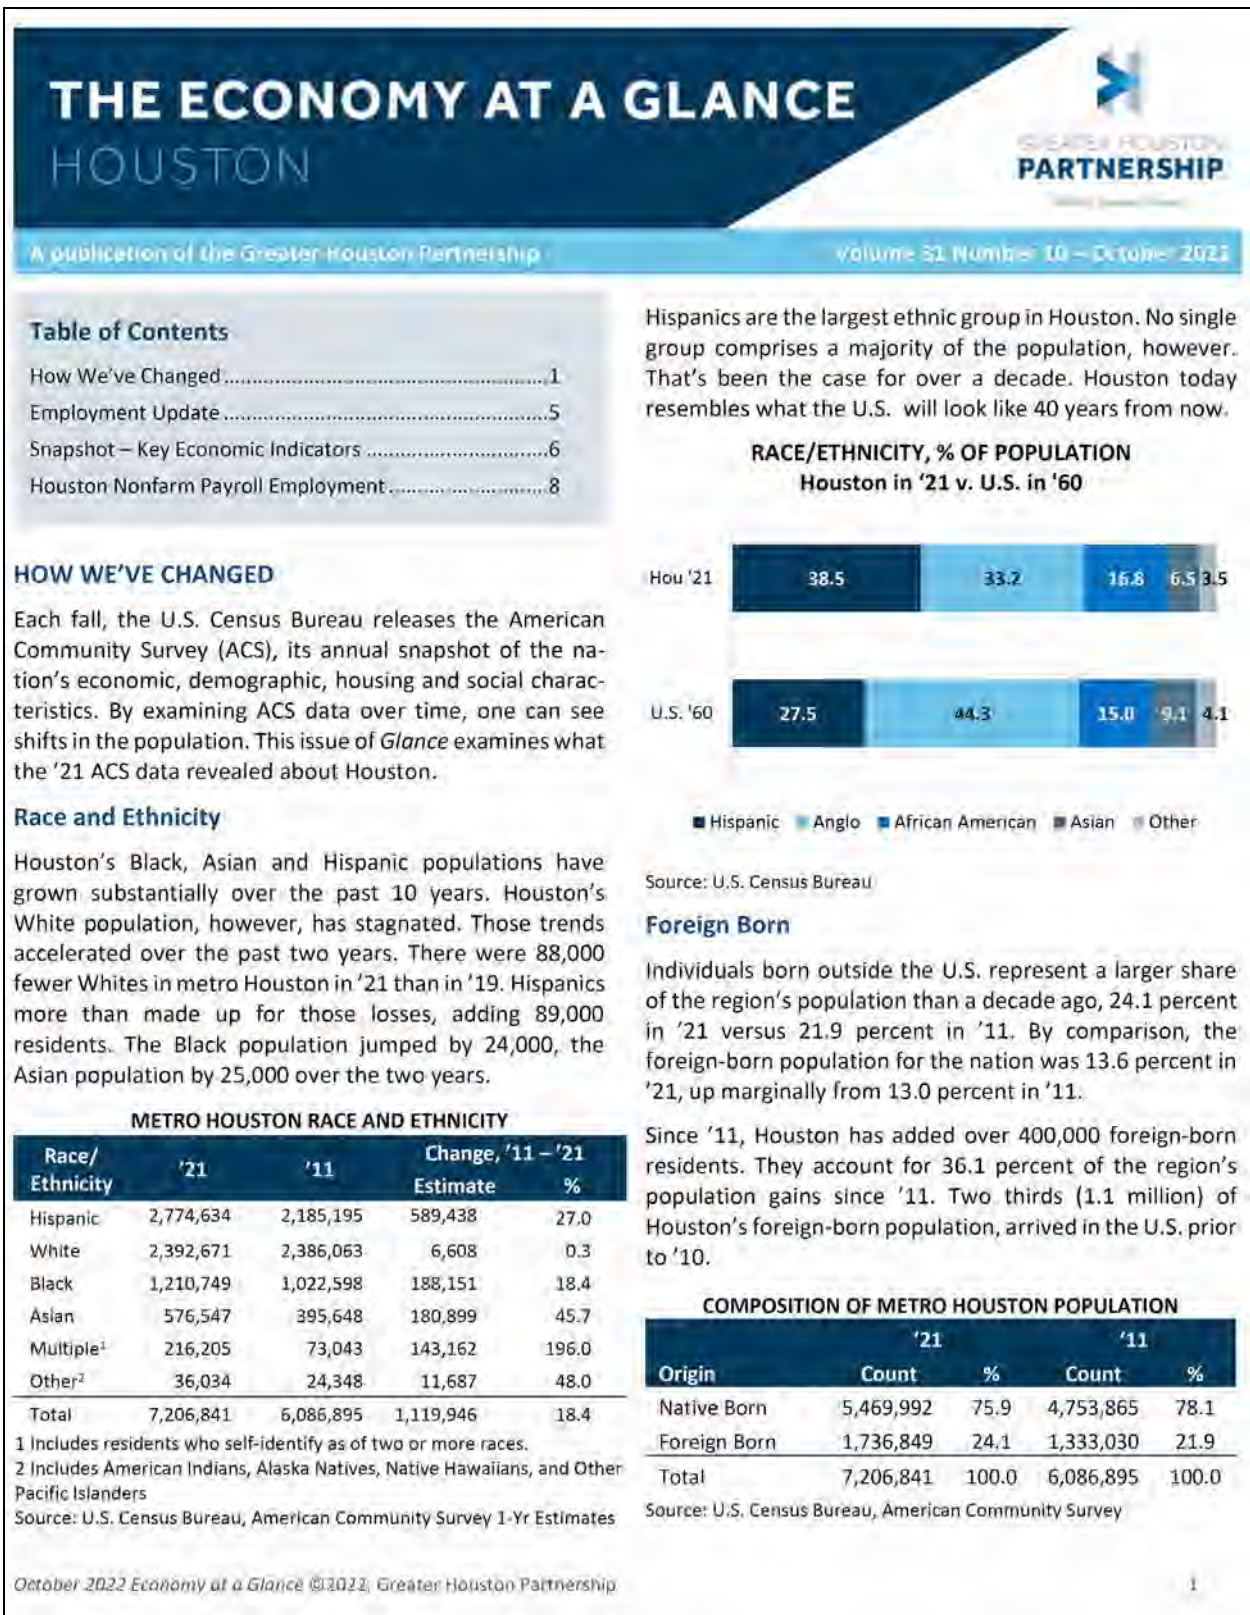 THE ECONOMY AT A GLANCE
HOUSTON
GREATER HOUSTON
PARTNERSHIP
A publication of the Greater Houston Partnership
Volume 31 Number 10 – October 2022
Table of Contents
How We've Changed ........................................................ 1
Employment Update .......................................................... 5
Snapshot – Key Economic Indicators ................................ 6
Houston Nonfarm Payroll Employment ............................ 8
HOW WE'VE CHANGED
Each fall, the U.S. Census Bureau releases the American
Community Survey (ACS), its annual snapshot of the na-
tion's economic, demographic, housing and social charac-
teristics. By examining ACS data over time, one can see
shifts in the population. This issue of Glance examines what
the '21 ACS data revealed about Houston.
Race and Ethnicity
Houston's Black, Asian and Hispanic populations have
grown substantially over the past 10 years. Houston's
White population, however, has stagnated. Those trends
accelerated over the past two years. There were 88,000
fewer Whites in metro Houston in '21 than in '19. Hispanics
more than made up for those losses, adding 89,000
residents. The Black population jumped by 24,000, the
Asian population by 25,000 over the two years.
METRO HOUSTON RACE AND ETHNICITY
Race/ Ethnicity '21 '11 Change, '11 – '21
Estimate %
Hispanic 2,774,634 2,185,195 589,438 27.0
White 2,392,671 2,386,063 6,608 0.3
Black 1,210,749 1,022,598 188,151 18.4
Asian 576,547 395,648 180,899 45.7
Multiple¹ 216,205 73,043 143,162 196.0
Other² 36,034 24,348 11,687 48.0
Total 7,206,841 6,086,895 1,119,946 18.4
1 Includes residents who self-identify as of two or more races.
2 Includes American Indians, Alaska Natives, Native Hawaiians, and Other
Pacific Islanders
Source: U.S. Census Bureau, American Community Survey 1-Yr Estimates
Hispanics are the largest ethnic group in Houston. No single
group comprises a majority of the population, however.
That's been the case for over a decade. Houston today
resembles what the U.S. will look like 40 years from now.
RACE/ETHNICITY, % OF POPULATION
Houston in '21 v. U.S. in '60
Hou '21 38.5 33.2 16.8 6.5 3.5
U.S. '60 27.5 44.3 15.0 9.1 4.1
Hispanic Anglo African American Asian Other
Source: U.S. Census Bureau
Foreign Born
Individuals born outside the U.S. represent a larger share
of the region's population than a decade ago, 24.1 percent
in '21 versus 21.9 percent in '11. By comparison, the
foreign-born population for the nation was 13.6 percent in
'21, up marginally from 13.0 percent in '11.
Since '11, Houston has added over 400,000 foreign-born
residents. They account for 36.1 percent of the region's
population gains since '11. Two thirds (1.1 million) of
Houston's foreign-born population, arrived in the U.S. prior
to '10.
COMPOSITION OF METRO HOUSTON POPULATION
'21 '11
Origin Count % Count %
Native Born 5,469,992 75.9 4,753,865 78.1
Foreign Born 1,736,849 24.1 1,333,030 21.9
Total 7,206,841 100.0 6,086,895 100.0
Source: U.S. Census Bureau, American Community Survey
October 2022 Economy at a Glance ©2022, Greater Houston Partnership
1